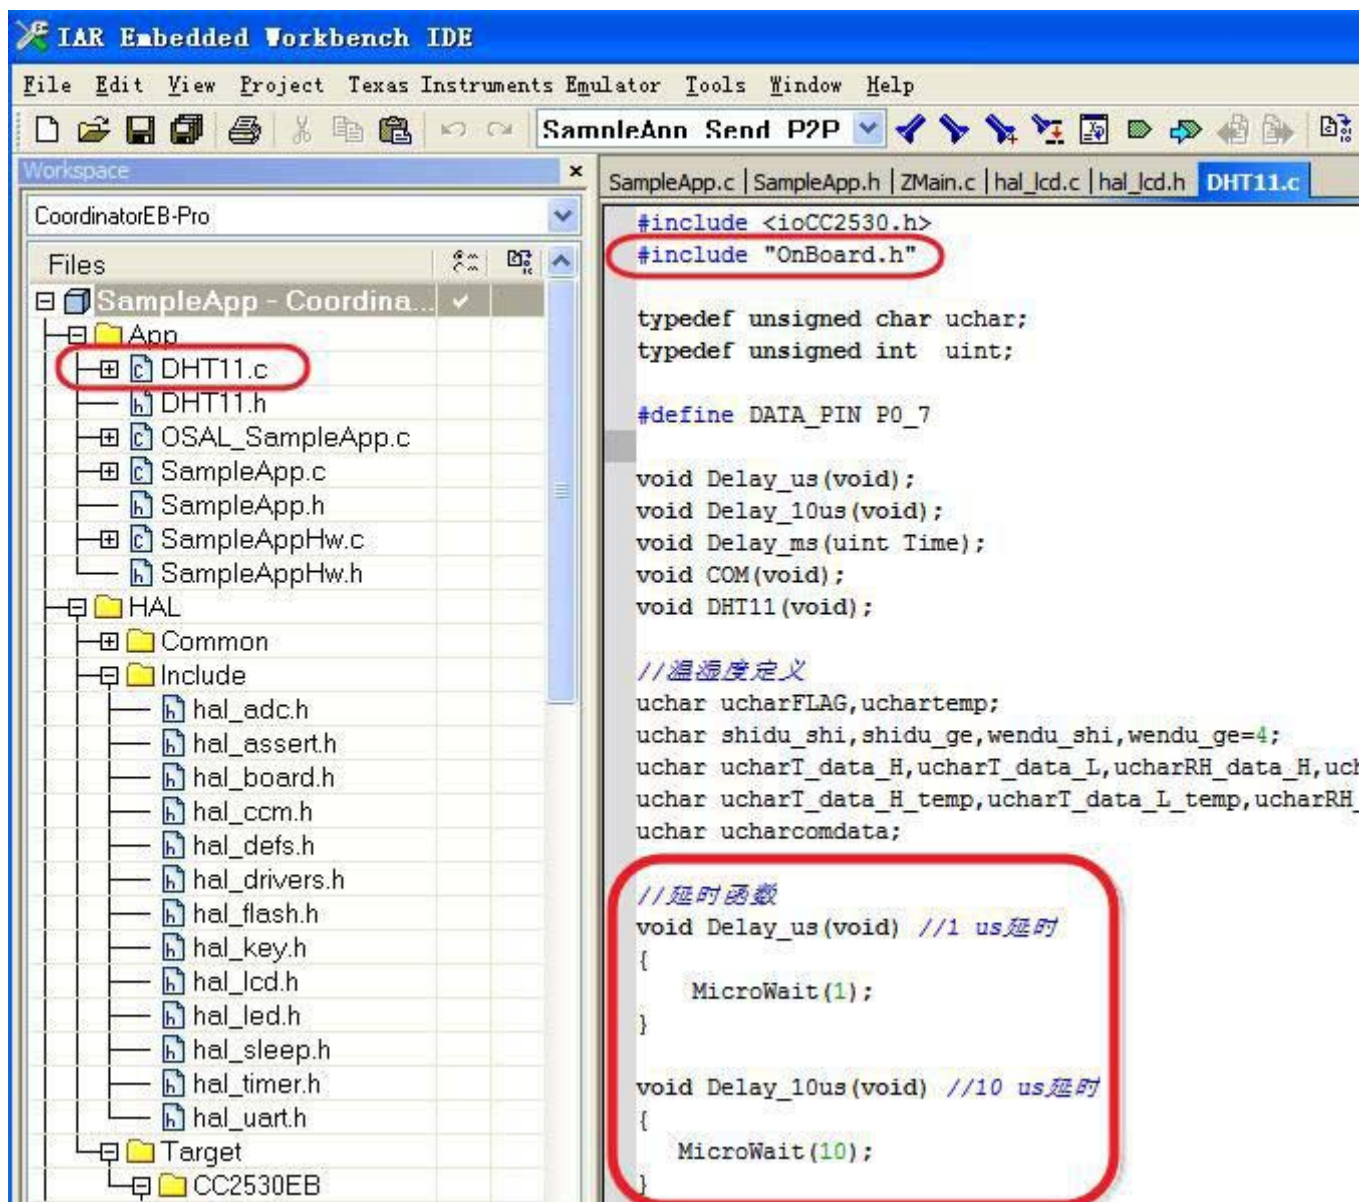 IAR Embedded Workbench IDE
File Edit View Project Texas Instruments Emulator Tools Window Help
SampleApp_Send_P2P
Workspace
CoordinatorEB-Pro
Files
SampleApp - Coordina...
App
DHT11.c
DHT11.h
OSAL_SampleApp.c
SampleApp.c
SampleApp.h
SampleAppHw.c
SampleAppHw.h
HAL
Common
Include
hal_adc.h
hal_assert.h
hal_board.h
hal_ccm.h
hal_defs.h
hal_drivers.h
hal_flash.h
hal_key.h
hal_lcd.h
hal_led.h
hal_sleep.h
hal_timer.h
hal_uart.h
Target
CC2530EB
SampleApp.c | SampleApp.h | ZMain.c | hal_lcd.c | hal_lcd.h DHT11.c
#include <ioCC2530.h>
#include "OnBoard.h"
typedef unsigned char uchar;
typedef unsigned int uint;
#define DATA_PIN P0_7
void Delay_us(void);
void Delay_10us(void);
void Delay_ms(uint Time);
void COM(void);
void DHT11(void);
//温湿度定义
uchar ucharFLAG,uchartemp;
uchar shidu_shi,shidu_ge,wendu_shi,wendu_ge=4;
uchar ucharT_data_H,ucharT_data_L,ucharRH_data_H,uch
uchar ucharT_data_H_temp,ucharT_data_L_temp,ucharRH_
uchar ucharcomdata;
//延时函数
void Delay_us(void) //1 us延时
{
MicroWait(1);
}
void Delay_10us(void) //10 us延时
{
MicroWait(10);
}